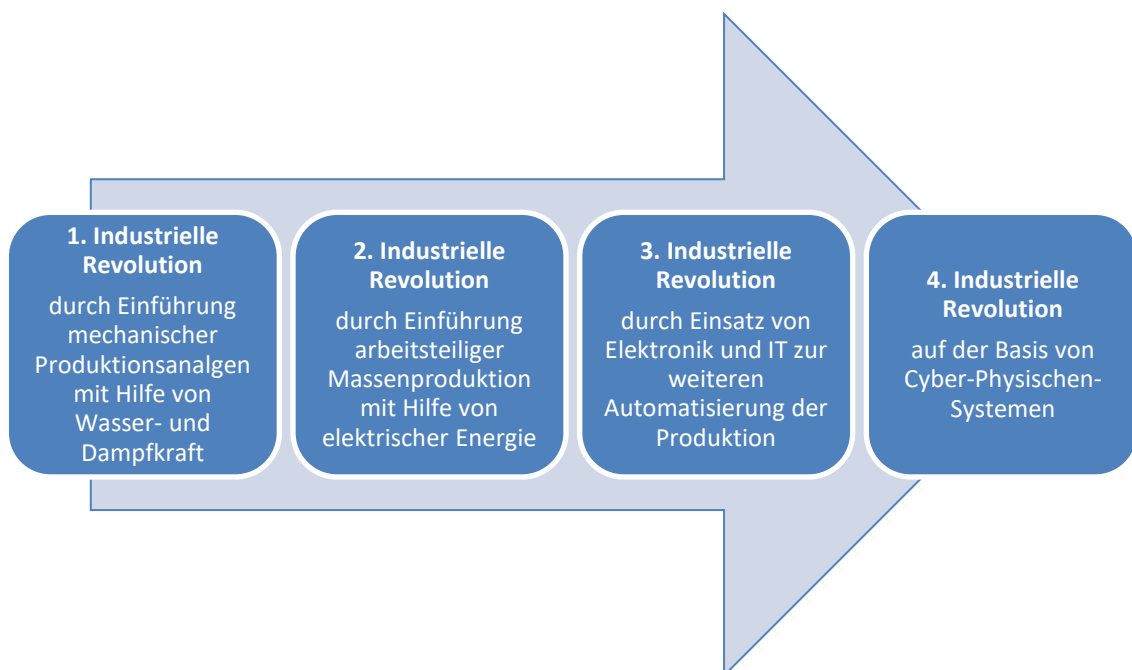 1. Industrielle
Revolution
durch Einführung
mechanischer
Produktionsanalgen
mit Hilfe von
Wasser- und
Dampfkraft
2. Industrielle
Revolution
durch Einführung
arbeitsteiliger
Massenproduktion
mit Hilfe von
elektrischer Energie
3. Industrielle
Revolution
durch Einsatz von
Elektronik und IT zur
weiteren
Automatisierung der
Produktion
4. Industrielle
Revolution
auf der Basis von
Cyber-Physischen-
Systemen